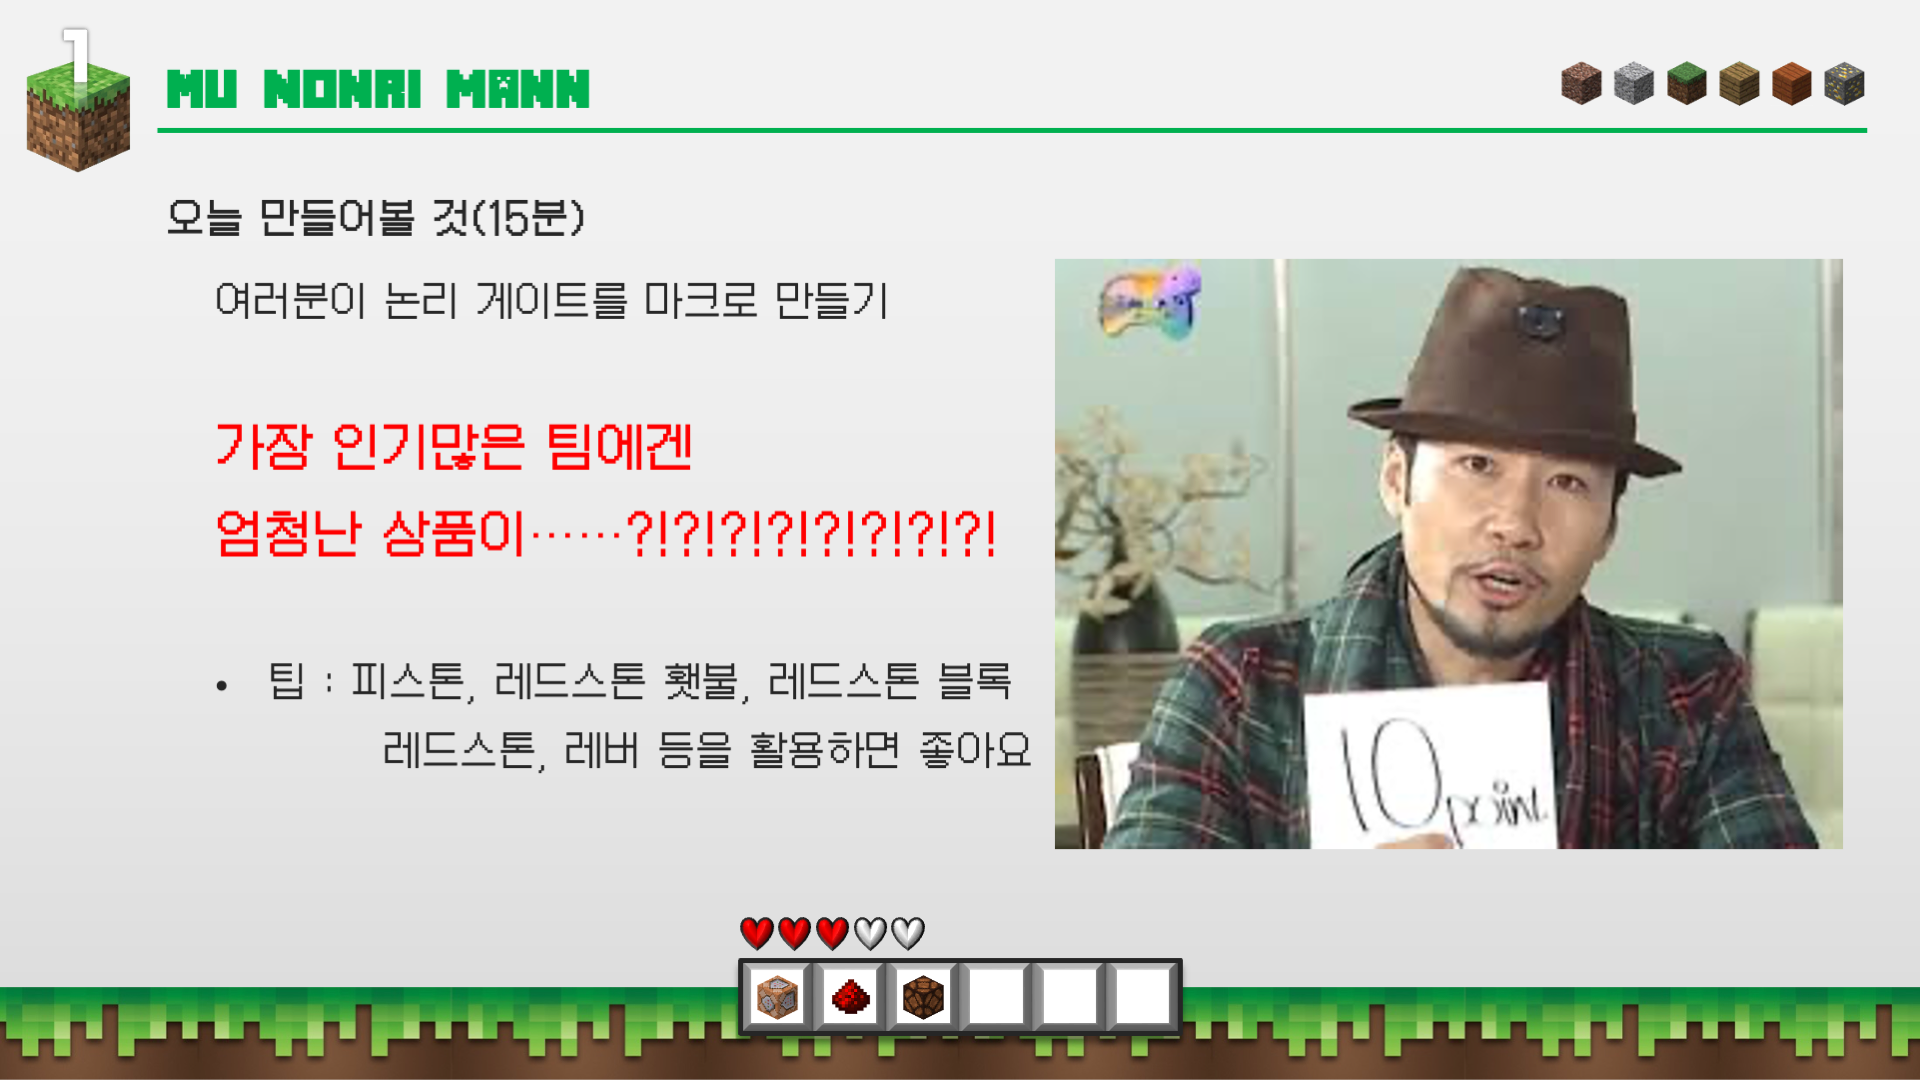 1
MU NONRI MANN
오늘 만들어볼 것(15분)
여러분이 논리 게이트를 마크로 만들기
가장 인기많은 팀에겐
엄청난 상품이……?!?!?!?!?!?!?!?!
• 팁 : 피스톤, 레드스톤 횃불, 레드스톤 블록
레드스톤, 레버 등을 활용하면 좋아요
10 point